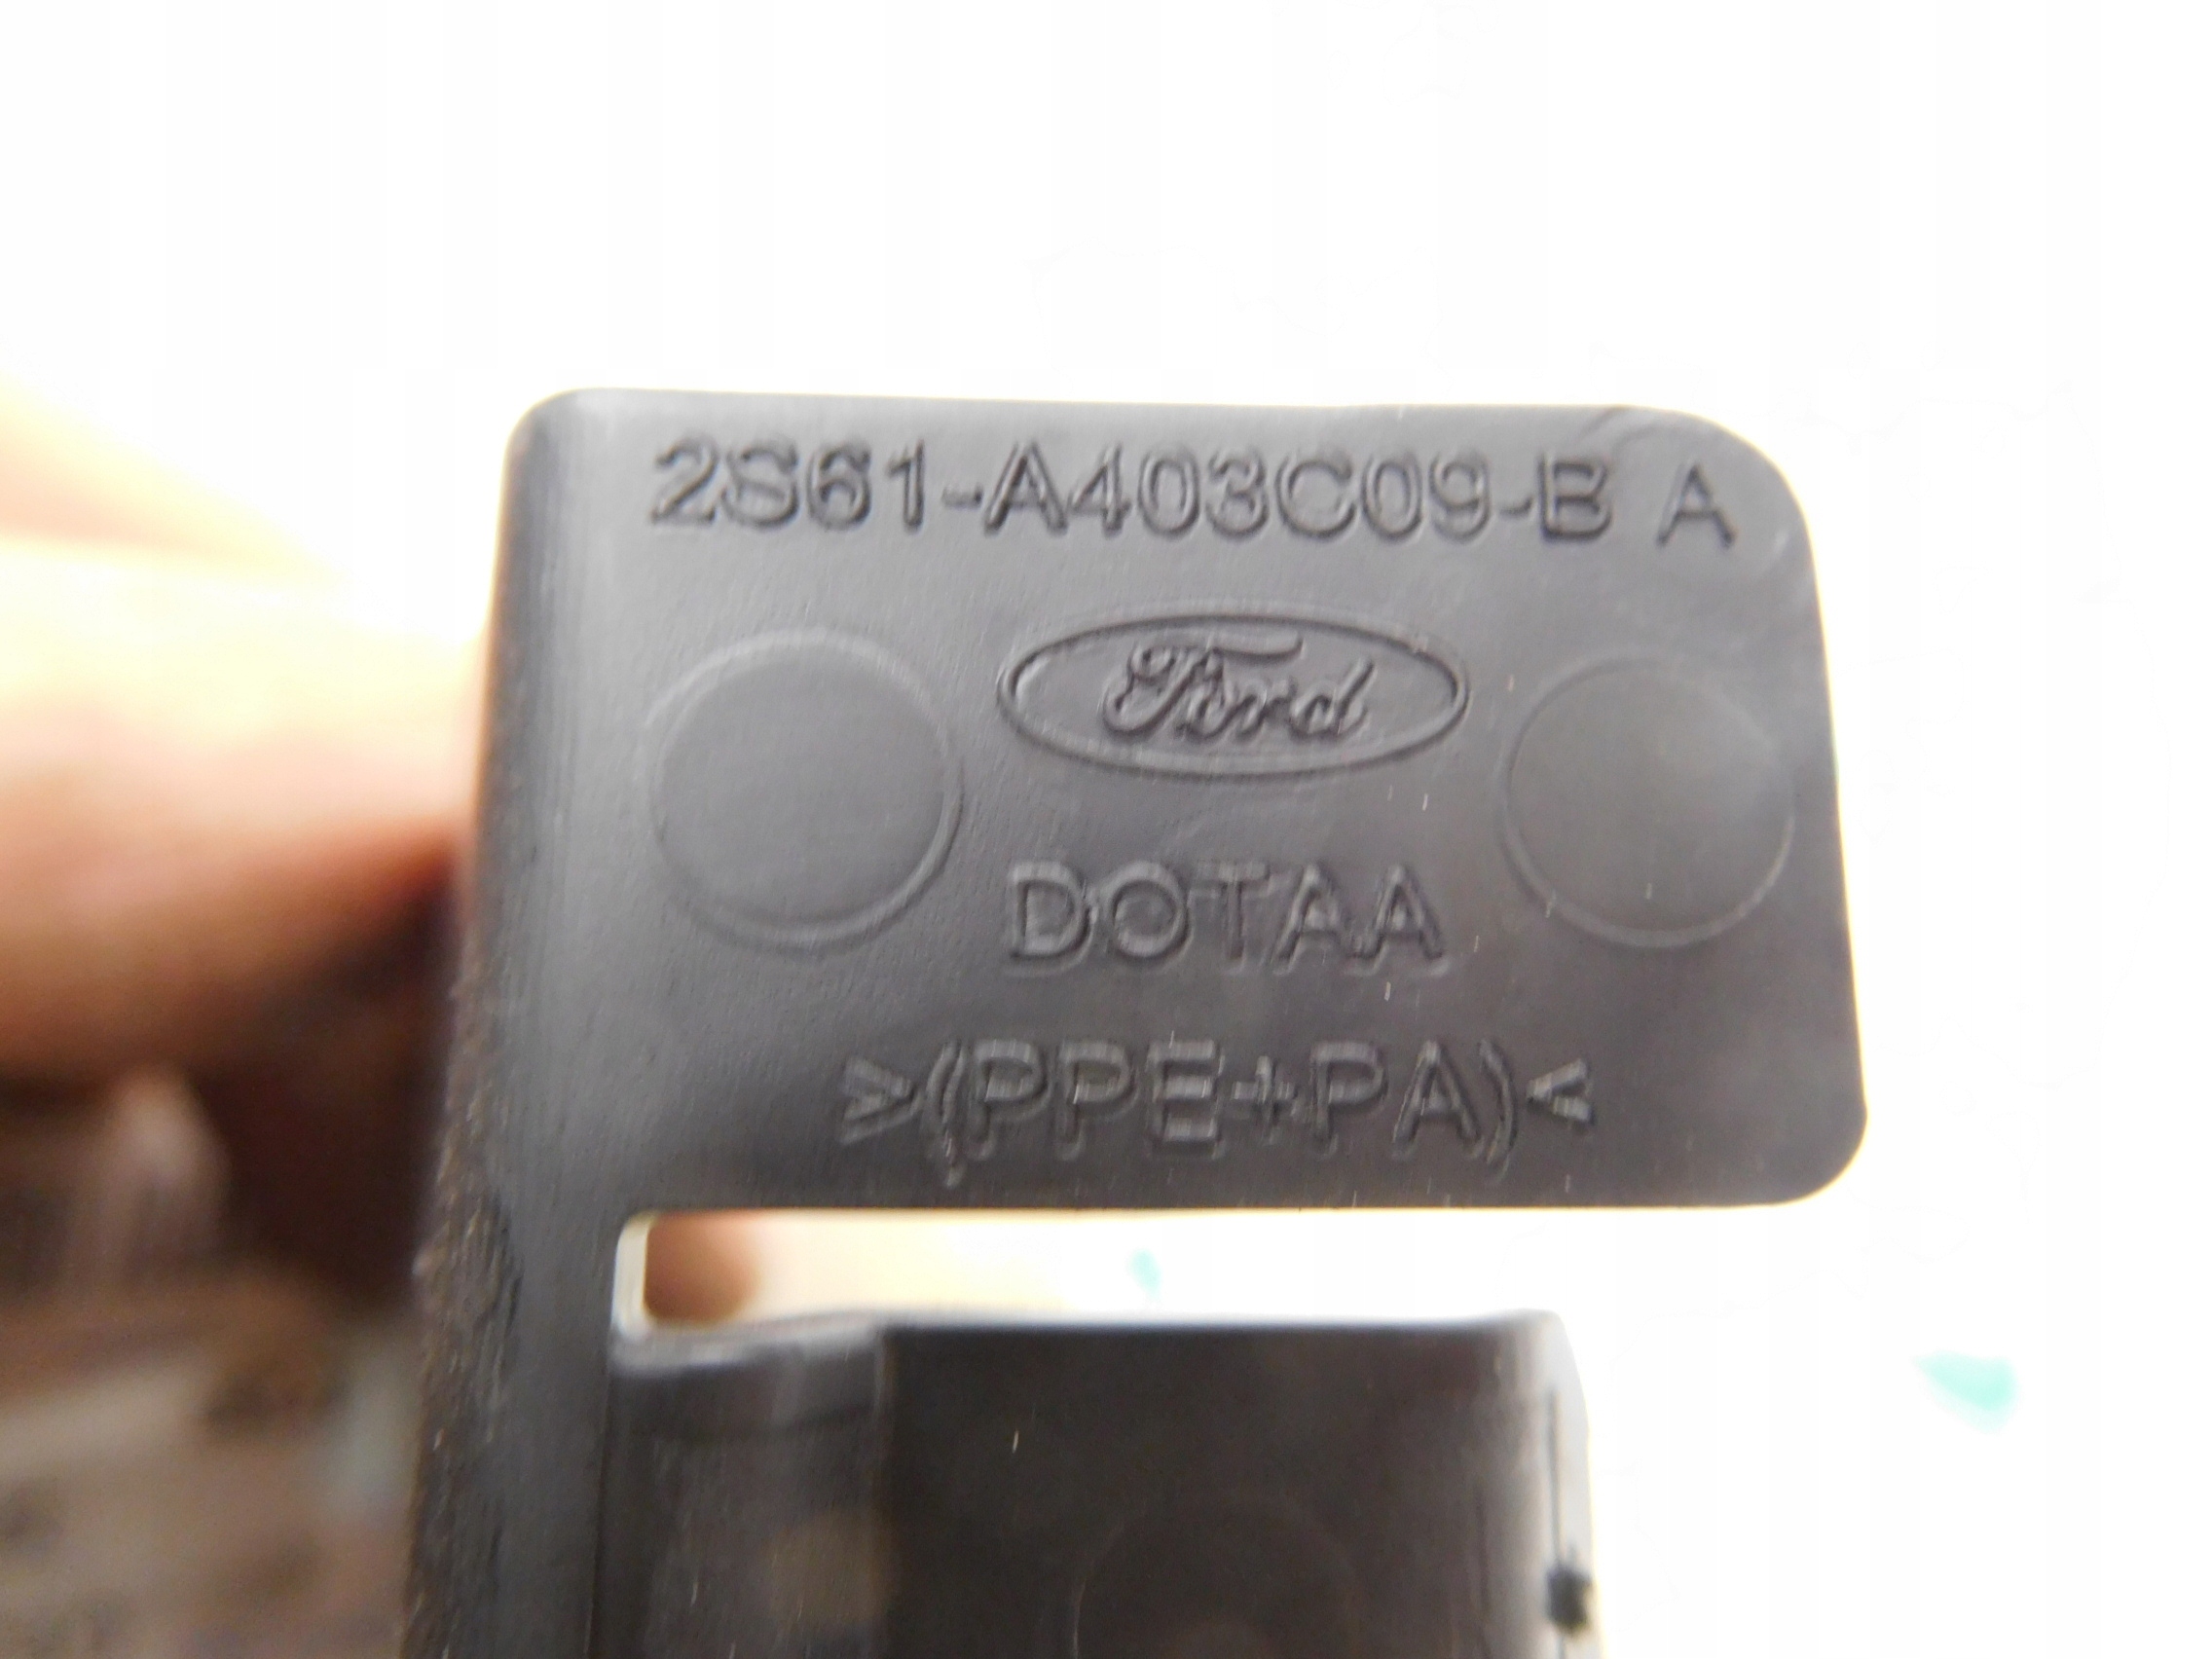 2S61-A403C09-B A
Ford
DOTAA
>(PPE+PA)<